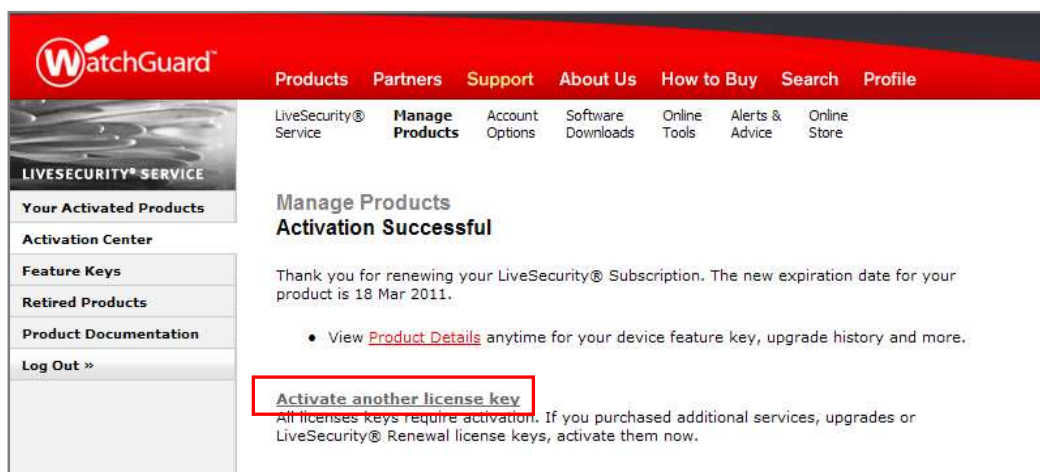 WatchGuard™
Products Partners Support About Us How to Buy Search Profile
LiveSecurity® Service
Manage Products
Account Options
Software Downloads
Online Tools
Alerts & Advice
Online Store
LIVESECURITY® SERVICE
Your Activated Products
Activation Center
Feature Keys
Retired Products
Product Documentation
Log Out »
Manage Products
Activation Successful
Thank you for renewing your LiveSecurity® Subscription. The new expiration date for your
product is 18 Mar 2011.
• View Product Details anytime for your device feature key, upgrade history and more.
Activate another license key
All licenses keys require activation. If you purchased additional services, upgrades or
LiveSecurity® Renewal license keys, activate them now.